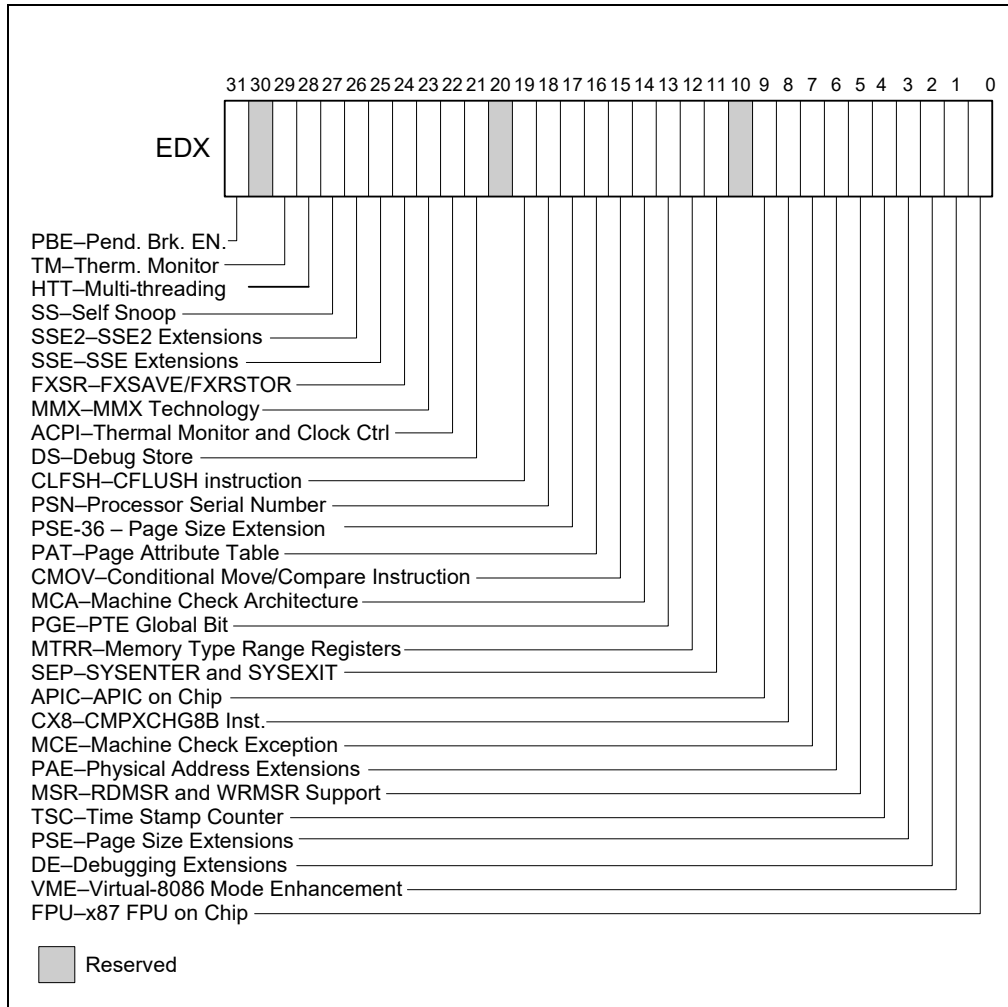 31 30 29 28 27 26 25 24 23 22 21 20 19 18 17 16 15 14 13 12 11 10 9 8 7 6 5 4 3 2 1 0
EDX
PBE–Pend. Brk. EN.
TM–Therm. Monitor
HTT–Multi-threading
SS–Self Snoop
SSE2–SSE2 Extensions
SSE–SSE Extensions
FXSR–FXSAVE/FXRSTOR
MMX–MMX Technology
ACPI–Thermal Monitor and Clock Ctrl
DS–Debug Store
CLFSH–CFLUSH instruction
PSN–Processor Serial Number
PSE-36 – Page Size Extension
PAT–Page Attribute Table
CMOV–Conditional Move/Compare Instruction
MCA–Machine Check Architecture
PGE–PTE Global Bit
MTRR–Memory Type Range Registers
SEP–SYSENTER and SYSEXIT
APIC–APIC on Chip
CX8–CMPXCHG8B Inst.
MCE–Machine Check Exception
PAE–Physical Address Extensions
MSR–RDMSR and WRMSR Support
TSC–Time Stamp Counter
PSE–Page Size Extensions
DE–Debugging Extensions
VME–Virtual-8086 Mode Enhancement
FPU–x87 FPU on Chip
Reserved